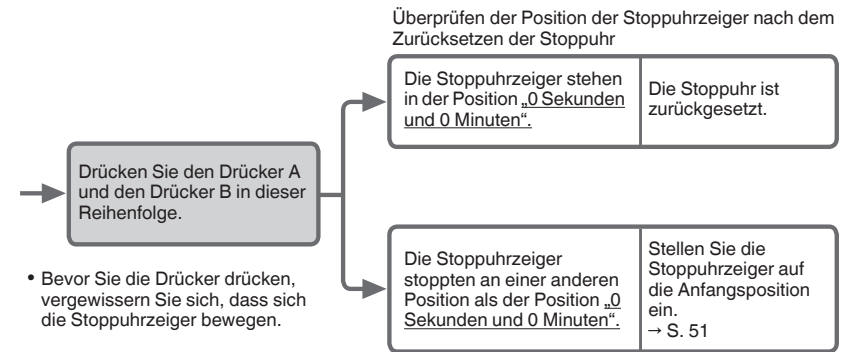 Überprüfen der Position der Stoppuhrzeiger nach dem
Zurücksetzen der Stoppuhr
Die Stoppuhrzeiger stehen
in der Position „0 Sekunden
und 0 Minuten“.
Die Stoppuhr ist
zurückgesetzt.
Drücken Sie den Drücker A
und den Drücker B in dieser
Reihenfolge.
• Bevor Sie die Drücker drücken,
vergewissern Sie sich, dass sich
die Stoppuhrzeiger bewegen.
Die Stoppuhrzeiger
stoppten an einer anderen
Position als der Position „0
Sekunden und 0 Minuten“.
Stellen Sie die
Stoppuhrzeiger auf
die Anfangsposition
ein.
→ S. 51